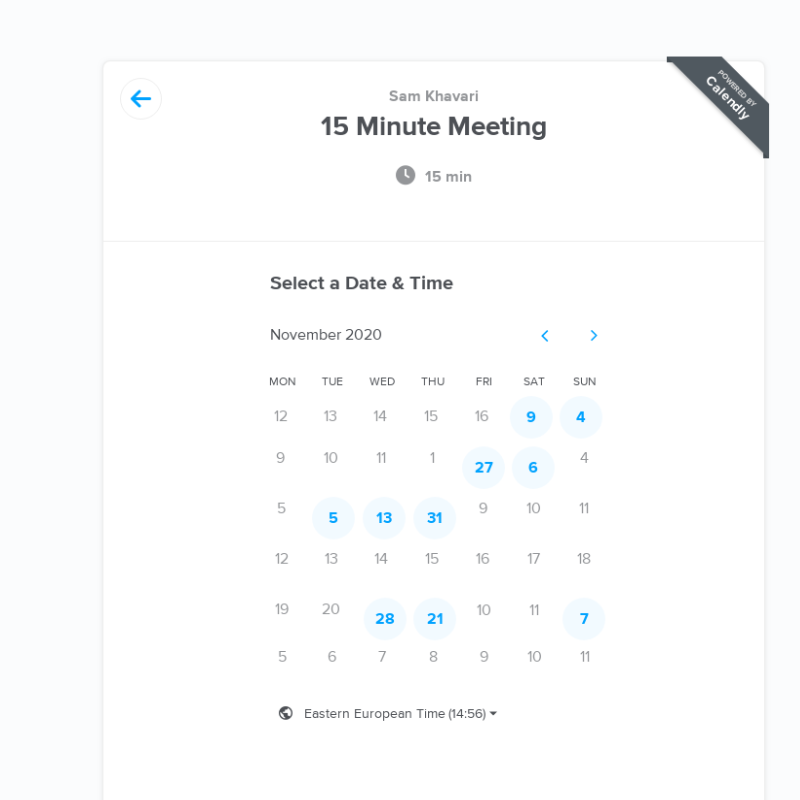 POWERED BY
Calendly
Sam Khavari
15 Minute Meeting
15 min
Select a Date & Time
November 2020
MON TUE WED THU FRI SAT SUN
12 13 14 15 16 9 4
9 10 11 1 27 6 4
5 5 13 31 9 10 11
12 13 14 15 16 17 18
19 20 28 21 10 11 7
5 6 7 8 9 10 11
Eastern European Time (14:56)